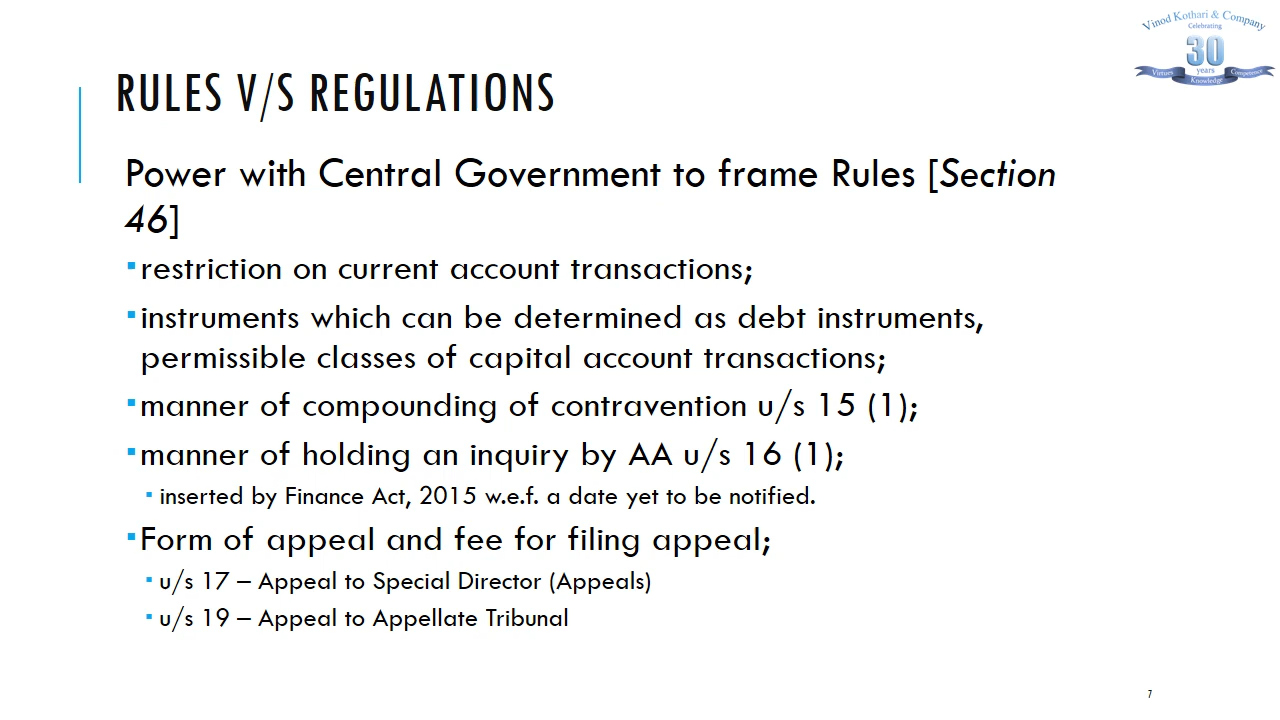 Vinod Kothari & Company
Celebrating
30
years
Virtues
Knowledge
Competence
RULES V/S REGULATIONS
Power with Central Government to frame Rules [Section
46]
restriction on current account transactions;
instruments which can be determined as debt instruments,
permissible classes of capital account transactions;
manner of compounding of contravention u/s 15 (1);
manner of holding an inquiry by AA u/s 16 (1);
inserted by Finance Act, 2015 w.e.f. a date yet to be notified.
Form of appeal and fee for filing appeal;
u/s 17 – Appeal to Special Director (Appeals)
u/s 19 – Appeal to Appellate Tribunal
7